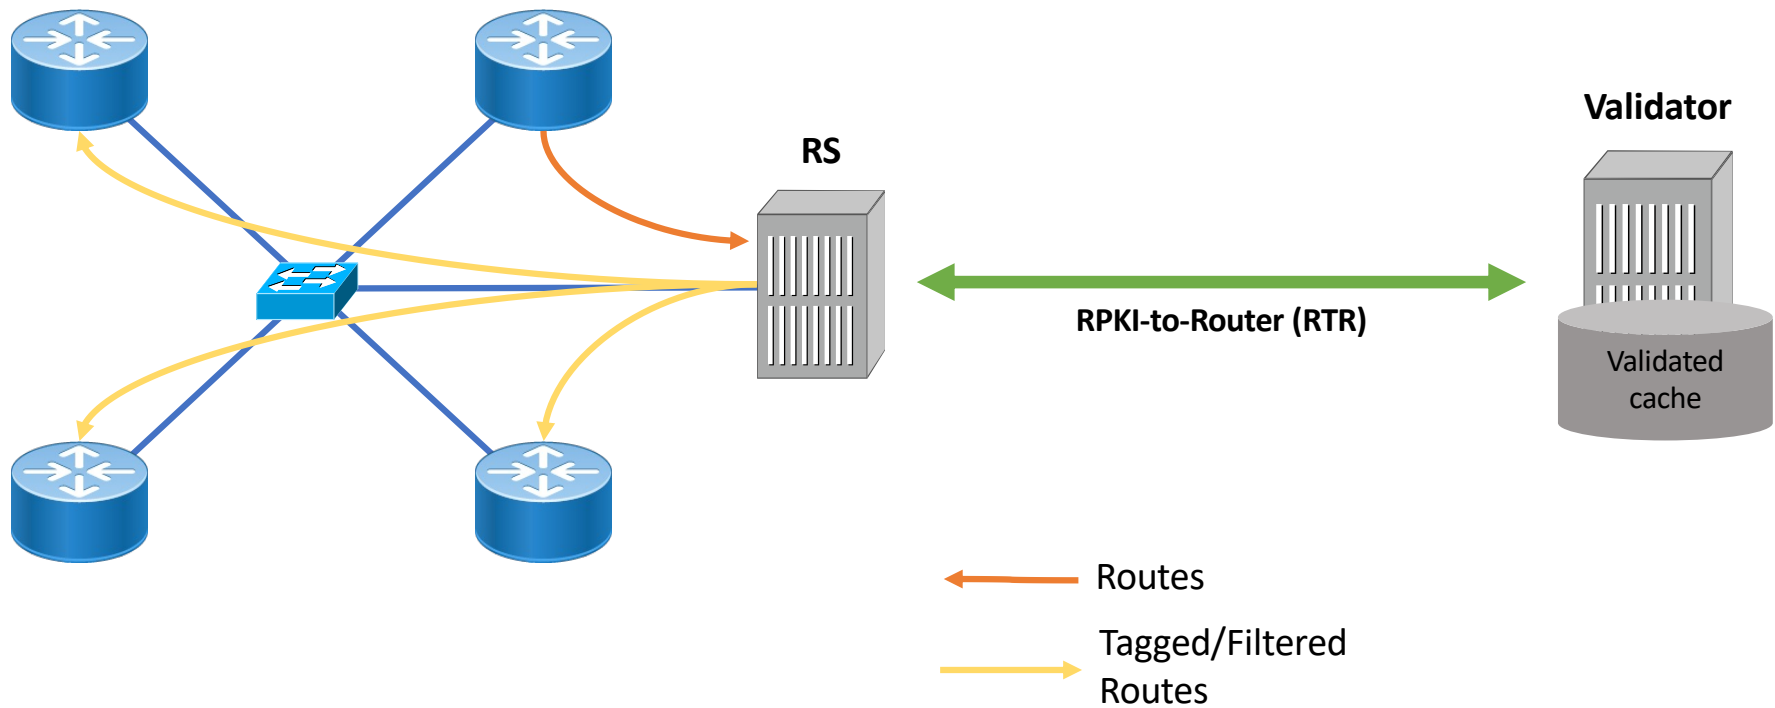 RS
Validator
RPKI-to-Router (RTR)
Validated
cache
Routes
Tagged/Filtered
Routes